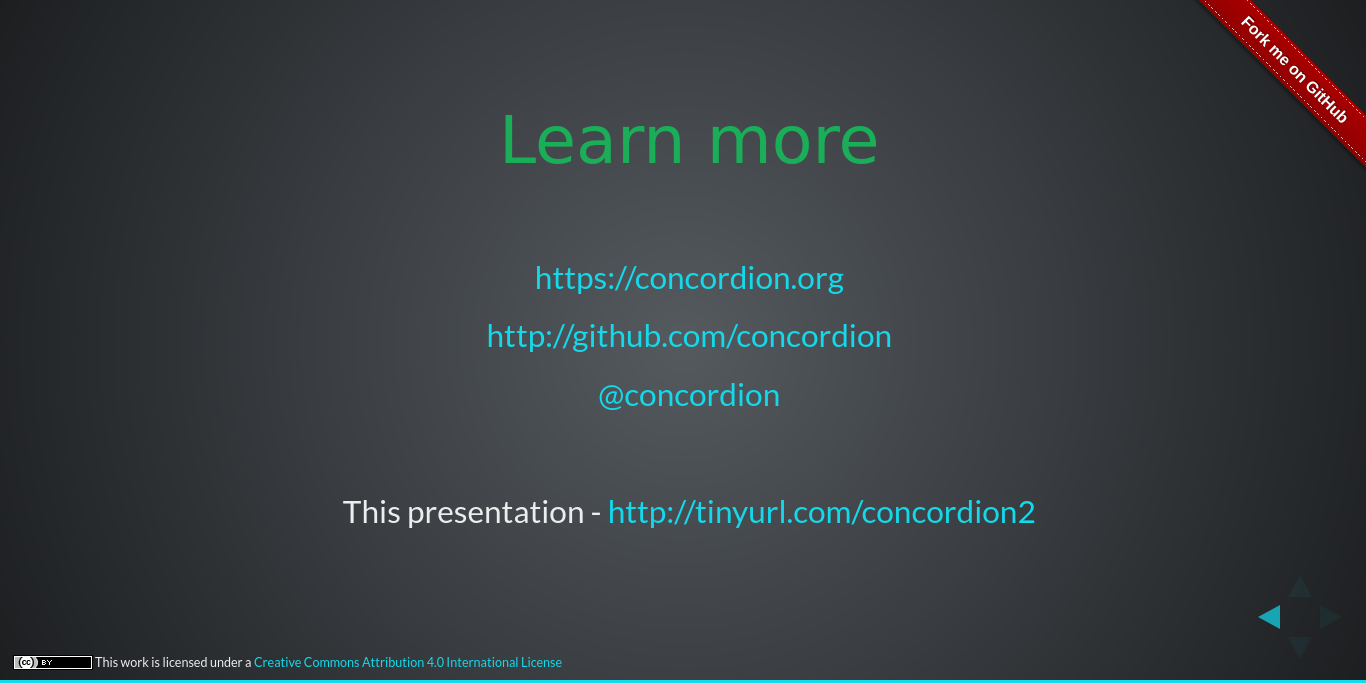 Fork me on GitHub
Learn more
https://concordion.org
http://github.com/concordion
@concordion
This presentation - http://tinyurl.com/concordion2
(cc) BY This work is licensed under a Creative Commons Attribution 4.0 International License